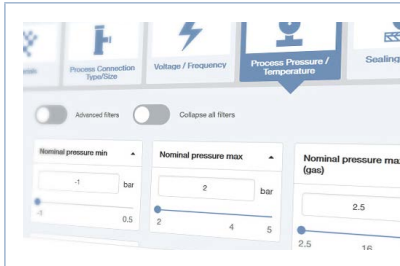 Process Connection
Type/Size
Voltage / Frequency
Process Pressure /
Temperature
Sealing
Advanced filters
Collapse all filters
Nominal pressure min
-1
bar
-1
0.5
Nominal pressure max
2
bar
2
4
5
Nominal pressure max
(gas)
2.5
2.5
16